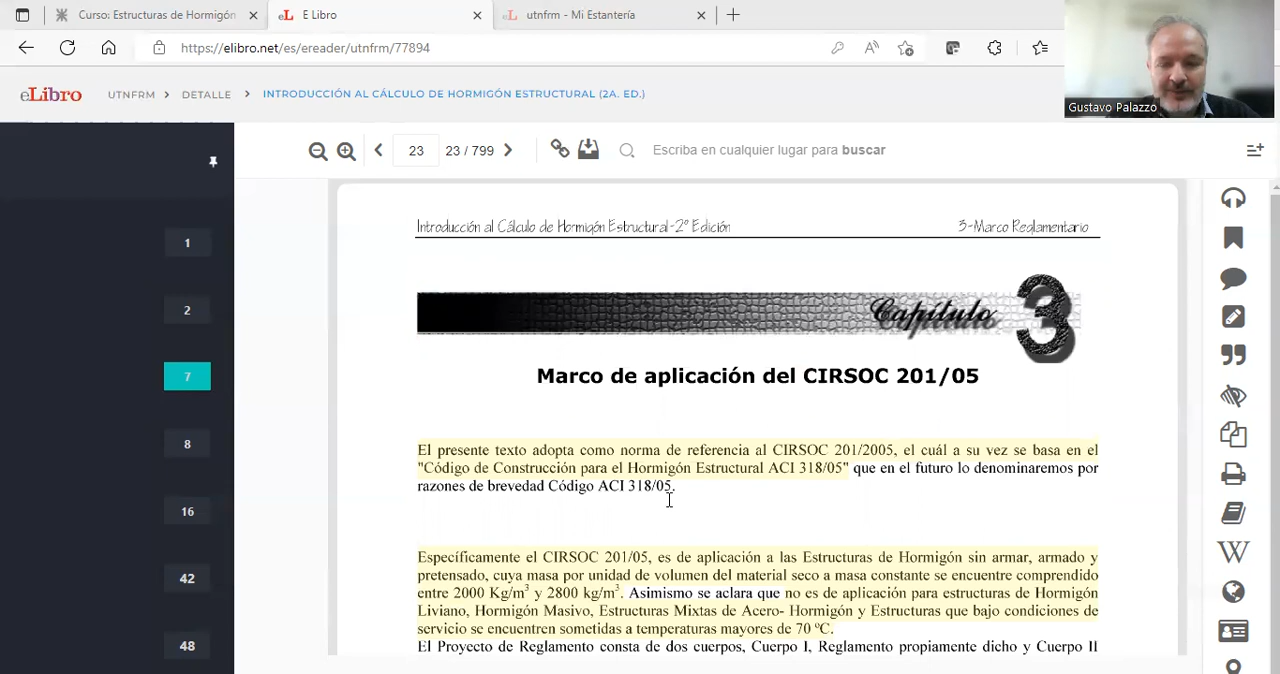 Curso: Estructuras de Hormigón
E Libro
utnfrm - Mi Estantería
https://elibro.net/es/ereader/utnfrm/77894
Gustavo Palazzo
eLibro
UTNFRM
DETALLE
INTRODUCCIÓN AL CÁLCULO DE HORMIGÓN ESTRUCTURAL (2A. ED.)
23
23 / 799
Escriba en cualquier lugar para buscar
1
2
7
8
16
42
48
Introducción al Cálculo de Hormigón Estructural-2º Edición
3-Marco Reglamentario
Capítulo 3
Marco de aplicación del CIRSOC 201/05
El presente texto adopta como norma de referencia al CIRSOC 201/2005, el cuál a su vez se basa en el
"Código de Construcción para el Hormigón Estructural ACI 318/05" que en el futuro lo denominaremos por
razones de brevedad Código ACI 318/05.
Específicamente el CIRSOC 201/05, es de aplicación a las Estructuras de Hormigón sin armar, armado y
pretensado, cuya masa por unidad de volumen del material seco a masa constante se encuentre comprendido
entre 2000 Kg/m³ y 2800 kg/m³. Asimismo se aclara que no es de aplicación para estructuras de Hormigón
Liviano, Hormigón Masivo, Estructuras Mixtas de Acero- Hormigón y Estructuras que bajo condiciones de
servicio se encuentren sometidas a temperaturas mayores de 70 ºC.
El Proyecto de Reglamento consta de dos cuerpos, Cuerpo I, Reglamento propiamente dicho y Cuerpo II